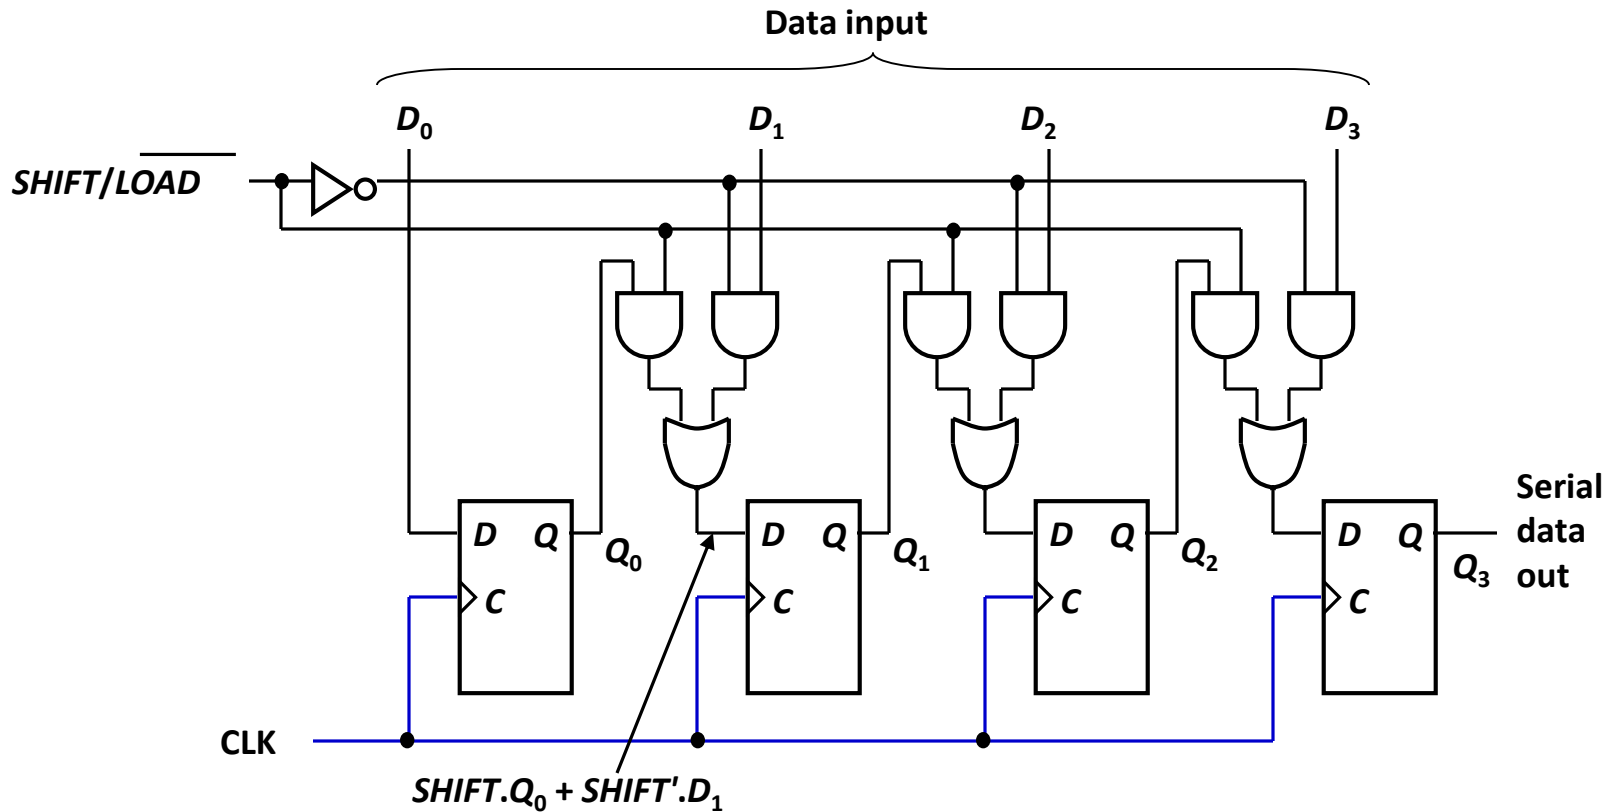 Data input
D₀ D₁ D₂ D₃
SHIFT/L̅O̅A̅D̅
D Q Q₀ D Q Q₁ D Q Q₂ D Q Q₃
Serial
data
out
C C C C
CLK
SHIFT.Q₀ + SHIFT'.D₁